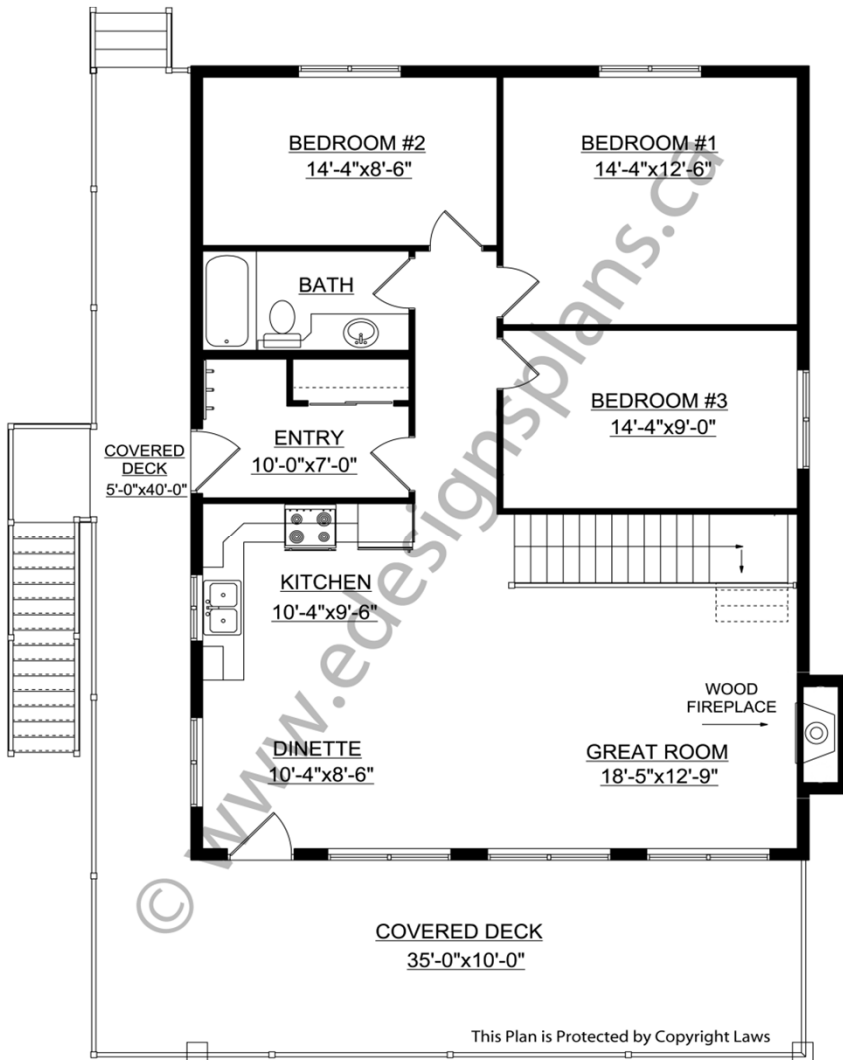 BEDROOM #2
14'-4"x8'-6"
BEDROOM #1
14'-4"x12'-6"
BATH
BEDROOM #3
14'-4"x9'-0"
ENTRY
10'-0"x7'-0"
COVERED
DECK
5'-0"x40'-0"
KITCHEN
10'-4"x9'-6"
WOOD
FIREPLACE
DINETTE
10'-4"x8'-6"
GREAT ROOM
18'-5"x12'-9"
COVERED DECK
35'-0"x10'-0"
This Plan is Protected by Copyright Laws
© www.edesignsplans.ca